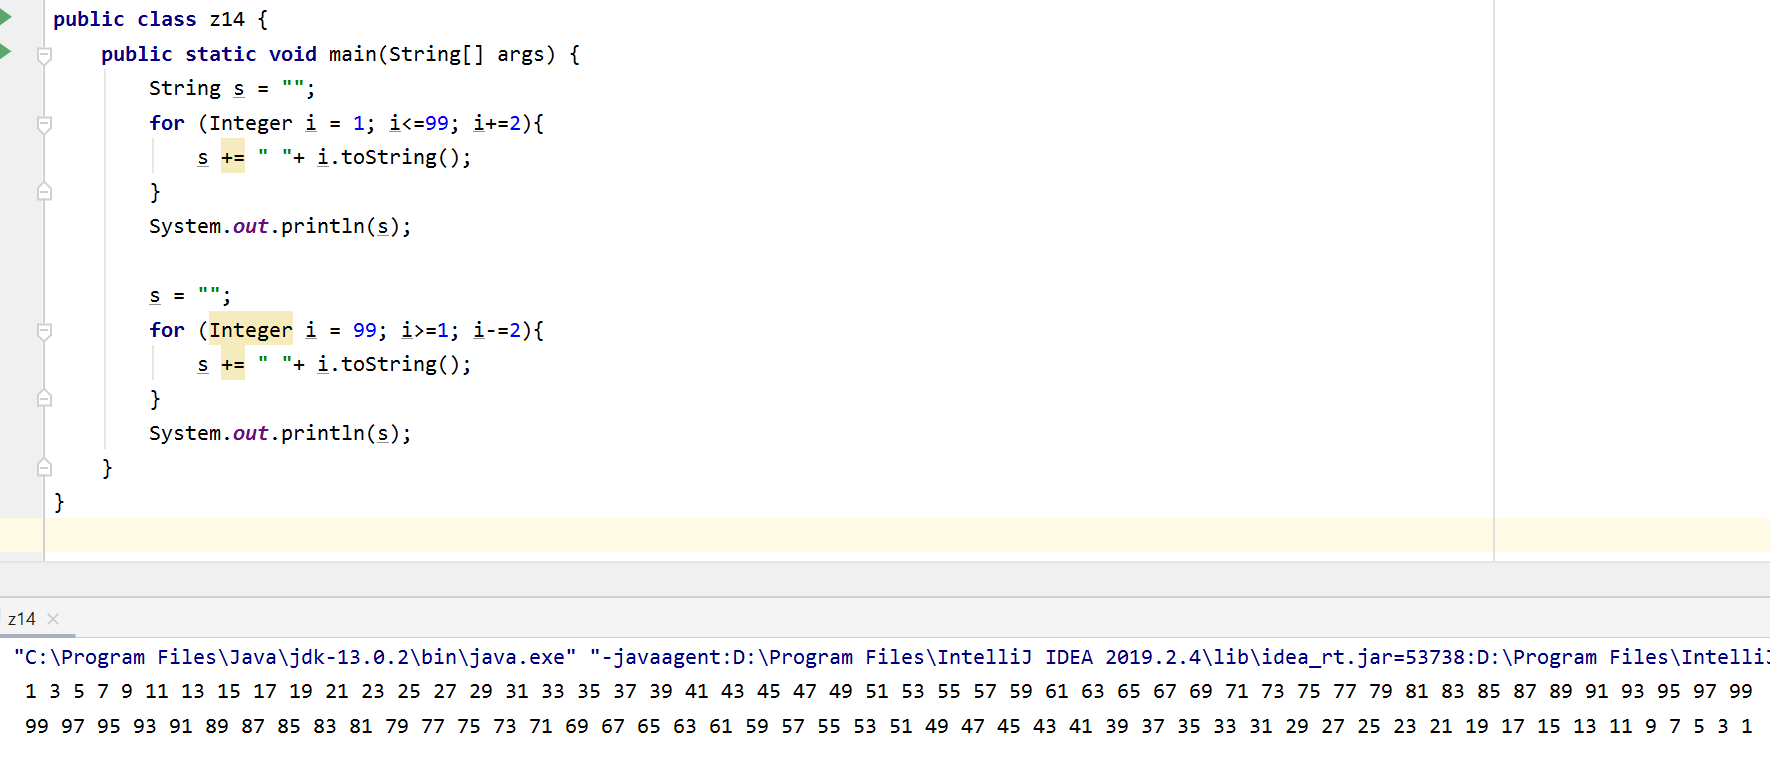 public class z14 {
    public static void main(String[] args) {
        String s = "";
        for (Integer i = 1; i<=99; i+=2){
            s += " "+ i.toString();
        }
        System.out.println(s);

        s = "";
        for (Integer i = 99; i>=1; i-=2){
            s += " "+ i.toString();
        }
        System.out.println(s);
    }
}
z14
"C:\Program Files\Java\jdk-13.0.2\bin\java.exe" "-javaagent:D:\Program Files\IntelliJ IDEA 2019.2.4\lib\idea_rt.jar=53738:D:\Program Files\IntelliJ
 1 3 5 7 9 11 13 15 17 19 21 23 25 27 29 31 33 35 37 39 41 43 45 47 49 51 53 55 57 59 61 63 65 67 69 71 73 75 77 79 81 83 85 87 89 91 93 95 97 99
 99 97 95 93 91 89 87 85 83 81 79 77 75 73 71 69 67 65 63 61 59 57 55 53 51 49 47 45 43 41 39 37 35 33 31 29 27 25 23 21 19 17 15 13 11 9 7 5 3 1